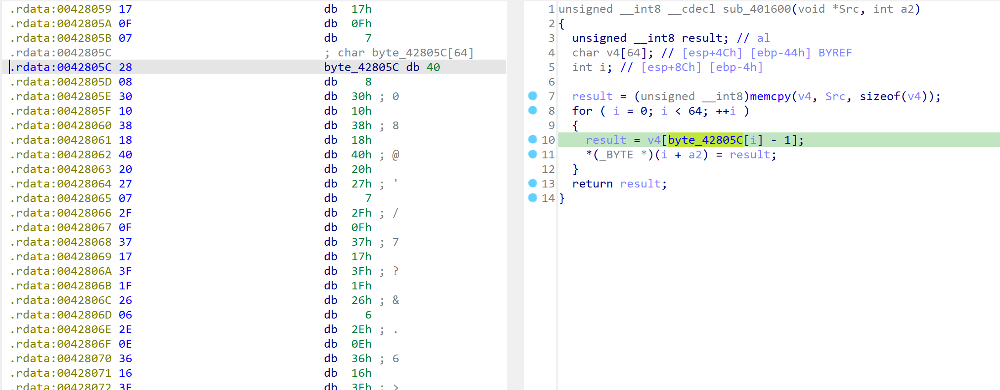 .rdata:00428059 17 db 17h
.rdata:0042805A 0F db 0Fh
.rdata:0042805B 07 db 7
.rdata:0042805C ; char byte_42805C[64]
.rdata:0042805C 28 byte_42805C db 40
.rdata:0042805D 08 db 8
.rdata:0042805E 30 db 30h ; 0
.rdata:0042805F 10 db 10h
.rdata:00428060 38 db 38h ; 8
.rdata:00428061 18 db 18h
.rdata:00428062 40 db 40h ; @
.rdata:00428063 20 db 20h
.rdata:00428064 27 db 27h ; '
.rdata:00428065 07 db 7
.rdata:00428066 2F db 2Fh ; /
.rdata:00428067 0F db 0Fh
.rdata:00428068 37 db 37h ; 7
.rdata:00428069 17 db 17h
.rdata:0042806A 3F db 3Fh ; ?
.rdata:0042806B 1F db 1Fh
.rdata:0042806C 26 db 26h ; &
.rdata:0042806D 06 db 6
.rdata:0042806E 2E db 2Eh ; .
.rdata:0042806F 0E db 0Eh
.rdata:00428070 36 db 36h ; 6
.rdata:00428071 16 db 16h
.rdata:00428072 3E db 3Eh ; >
1 unsigned __int8 __cdecl sub_401600(void *Src, int a2)
2 {
3 unsigned __int8 result; // al
4 char v4[64]; // [esp+4Ch] [ebp-44h] BYREF
5 int i; // [esp+8Ch] [ebp-4h]
6
7 result = (unsigned __int8)memcpy(v4, Src, sizeof(v4));
8 for ( i = 0; i < 64; ++i )
9 {
10 result = v4[byte_42805C[i] - 1];
11 *(_BYTE *)(i + a2) = result;
12 }
13 return result;
14 }